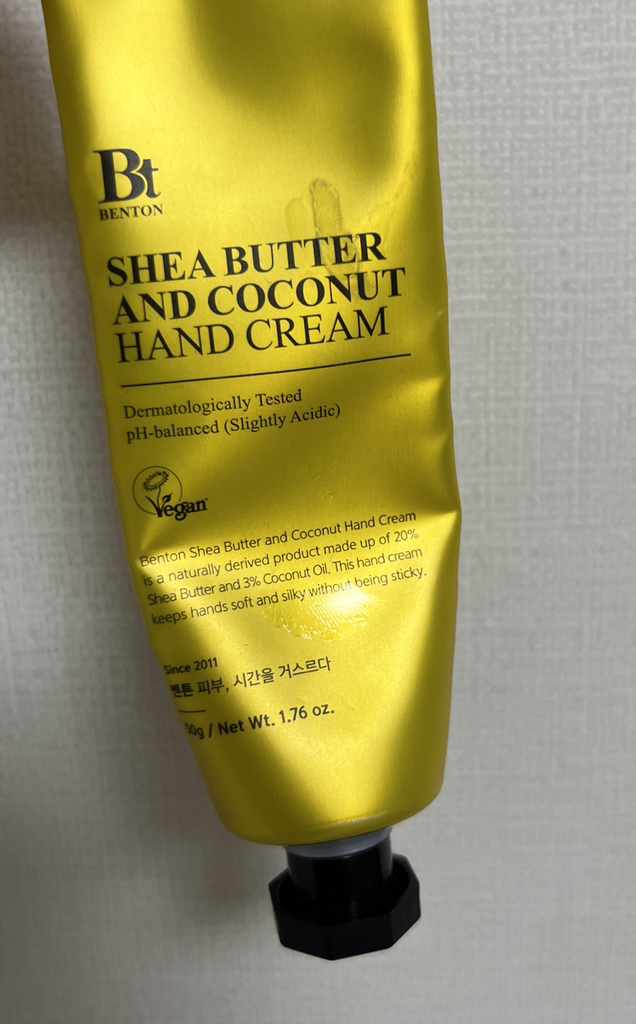 Bt
BENTON
SHEA BUTTER
AND COCONUT
HAND CREAM
Dermatologically Tested
pH-balanced (Slightly Acidic)
Vegan
Benton Shea Butter and Coconut Hand Cream
is a naturally derived product made up of 20%
Shea Butter and 3% Coconut Oil. This hand cream
keeps hands soft and silky without being sticky.
Since 2011
벤튼 피부, 시간을 거스르다
50g / Net Wt. 1.76 oz.